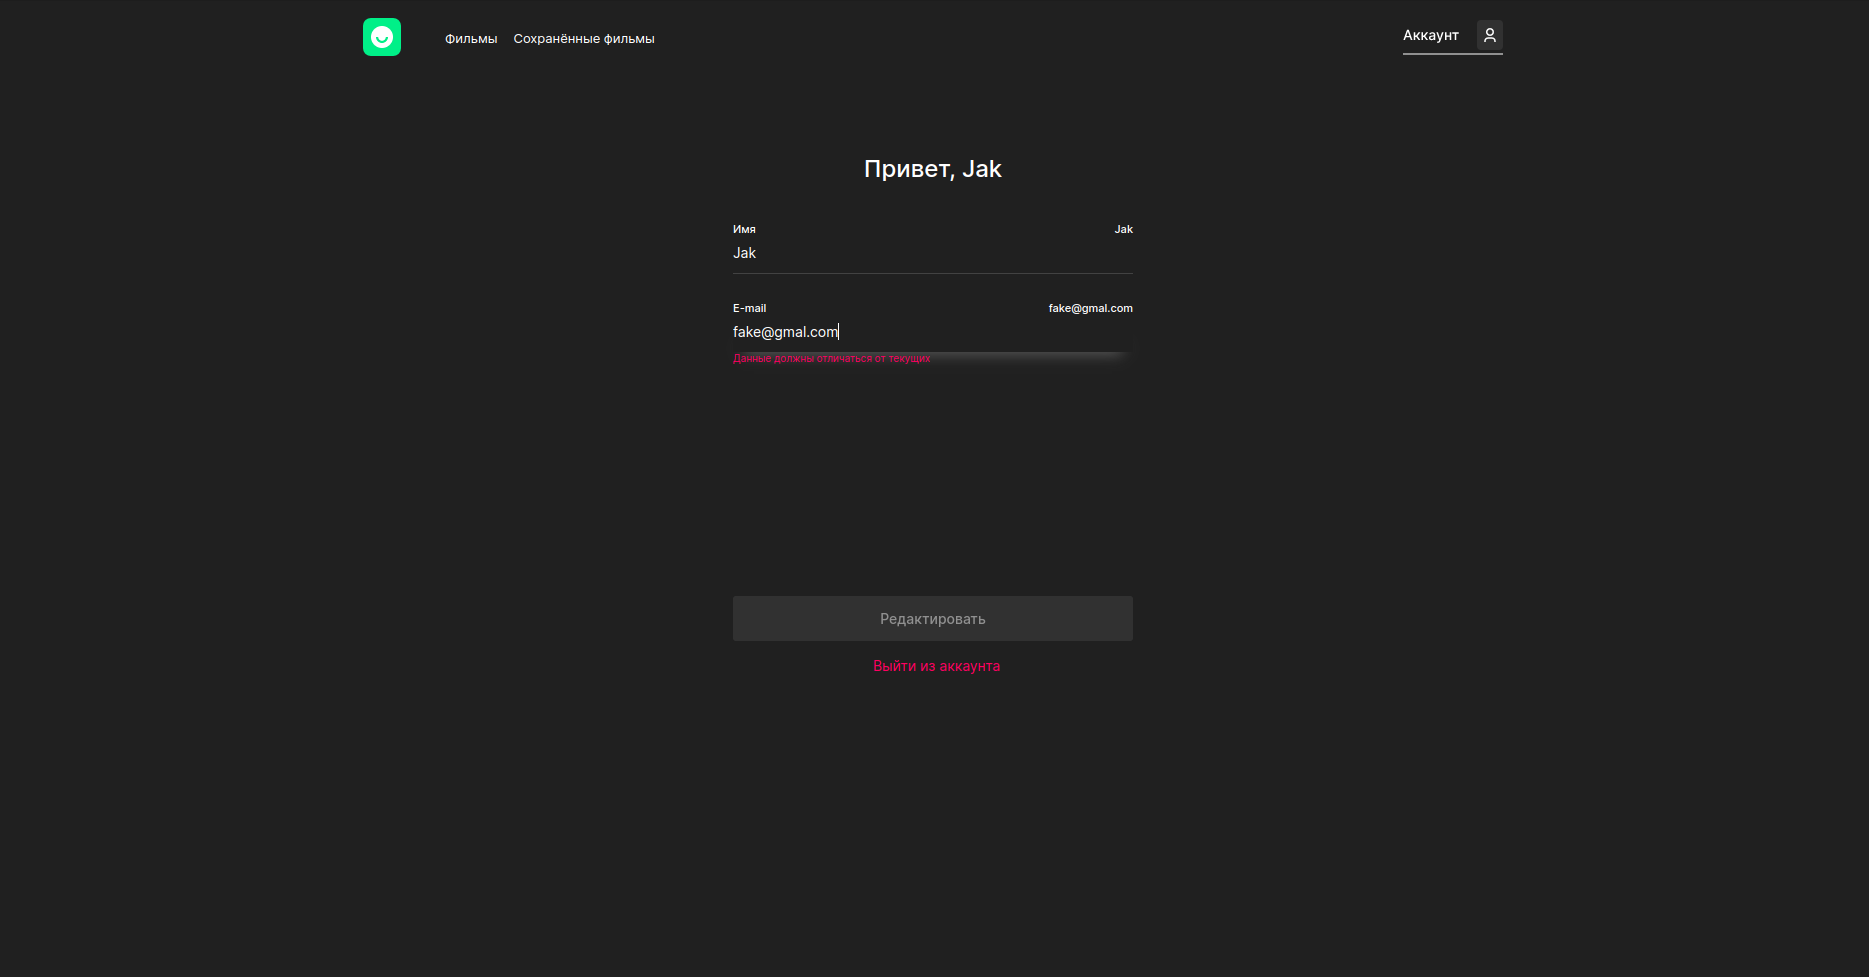 Фильмы Сохранённые фильмы Аккаунт
Привет, Jak
Имя Jak
Jak
E-mail fake@gmal.com
fake@gmal.com
Данные должны отличаться от текущих
Редактировать
Выйти из аккаунта